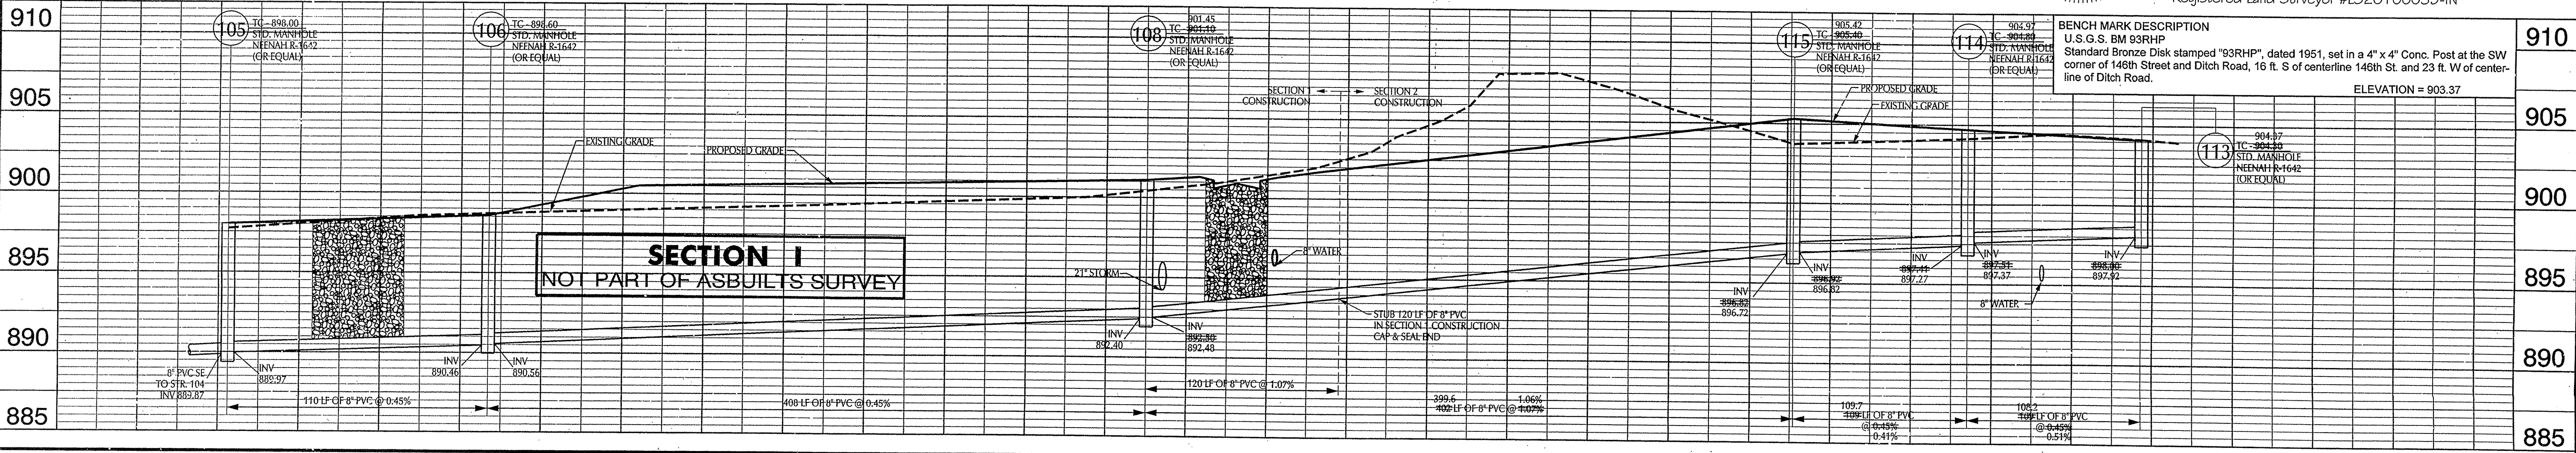 Registered Land Surveyor #LS20100039-IN
910
905
900
895
890
885
105
TC - 898.00
STD. MANHOLE
NEENAH R-1642
(OR EQUAL)
106
TC - 898.60
STD. MANHOLE
NEENAH R-1642
(OR EQUAL)
108
901.45
TC - 901.10
STD. MANHOLE
NEENAH R-1642
(OR EQUAL)
115
905.42
TC - 905.40
STD. MANHOLE
NEENAH R-1642
(OR EQUAL)
114
904.97
TC - 904.80
STD. MANHOLE
NEENAH R-1642
(OR EQUAL)
BENCH MARK DESCRIPTION
U.S.G.S. BM 93RHP
Standard Bronze Disk stamped "93RHP", dated 1951, set in a 4" x 4" Conc. Post at the SW
corner of 146th Street and Ditch Road, 16 ft. S of centerline 146th St. and 23 ft. W of center-
line of Ditch Road.
ELEVATION = 903.37
113
904.37
TC - 904.30
STD. MANHOLE
NEENAH R-1642
(OR EQUAL)
EXISTING GRADE
PROPOSED GRADE
SECTION 1
CONSTRUCTION
SECTION 2
CONSTRUCTION
PROPOSED GRADE
EXISTING GRADE
SECTION I
NOT PART OF ASBUILTS SURVEY
21" STORM
8" WATER
STUB 120 LF OF 8" PVC
IN SECTION 1 CONSTRUCTION
CAP & SEAL END
8" PVC SE
TO STR. 104
INV 889.87
INV
889.97
INV
890.46
INV
890.56
INV
892.40
INV
892.50
892.48
INV
896.82
896.72
INV
896.92
896.82
INV
897.41
897.27
INV
897.51
897.37
8" WATER
INV
898.00
897.92
110 LF OF 8" PVC @ 0.45%
408 LF OF 8" PVC @ 0.45%
120 LF OF 8" PVC @ 1.07%
399.6 1.06%
402 LF OF 8" PVC @ 1.07%
109.7
109 LF OF 8" PVC
@ 0.45%
0.41%
108.2
109 LF OF 8" PVC
@ 0.45%
0.51%
910
905
900
895
890
885